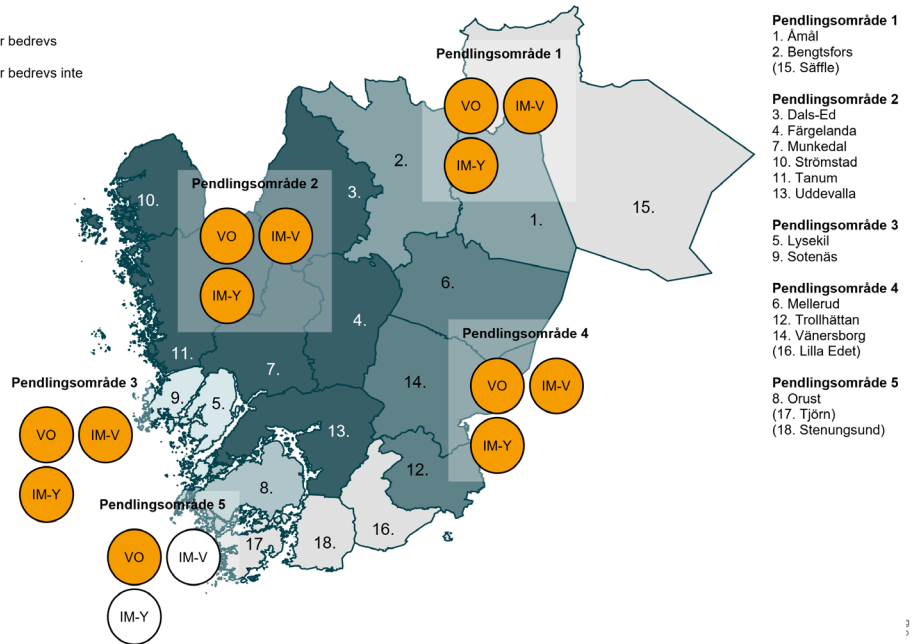 r bedrevs
r bedrevs inte
Pendlingsområde 1
VO
IM-V
IM-Y
Pendlingsområde 2
VO
IM-V
IM-Y
Pendlingsområde 3
VO
IM-V
IM-Y
Pendlingsområde 4
VO
IM-V
IM-Y
Pendlingsområde 5
VO
IM-V
IM-Y
10.
3.
2.
1.
15.
6.
4.
11.
7.
14.
9.
5.
13.
12.
8.
17
18.
16.
Pendlingsområde 1
1. Åmål
2. Bengtsfors
(15. Säffle)
Pendlingsområde 2
3. Dals-Ed
4. Färgelanda
7. Munkedal
10. Strömstad
11. Tanum
13. Uddevalla
Pendlingsområde 3
5. Lysekil
9. Sotenäs
Pendlingsområde 4
6. Mellerud
12. Trollhättan
14. Vänersborg
(16. Lilla Edet)
Pendlingsområde 5
8. Orust
(17. Tjörn)
(18. Stenungsund)